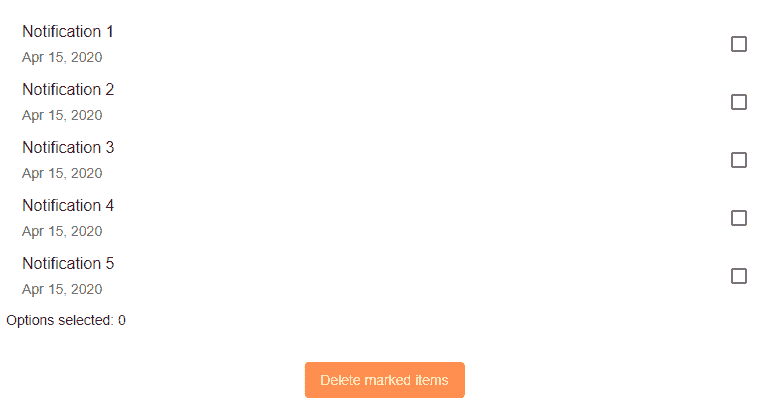 Notification 1
Apr 15, 2020
Notification 2
Apr 15, 2020
Notification 3
Apr 15, 2020
Notification 4
Apr 15, 2020
Notification 5
Apr 15, 2020
Options selected: 0
Delete marked items